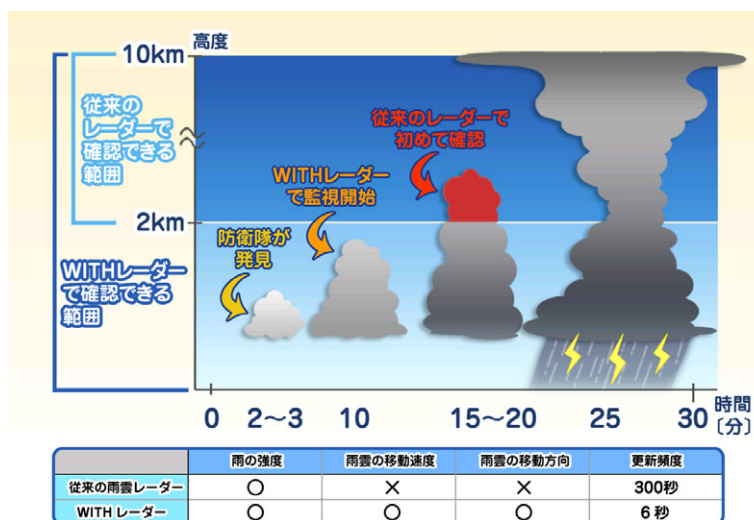 高度
10km
従来の
レーダーで
確認できる
範囲
従来のレーダーで
初めて確認
WITHレーダー
で監視開始
2km
防衛隊が
発見
WITHレーダー
で確認できる
範囲
0 2〜3 10 15〜20 25 30 時間
〔分〕
雨の強度 雨雲の移動速度 雨雲の移動方向 更新頻度
従来の雨雲レーダー ○ × × 300秒
WITH レーダー ○ ○ ○ 6 秒